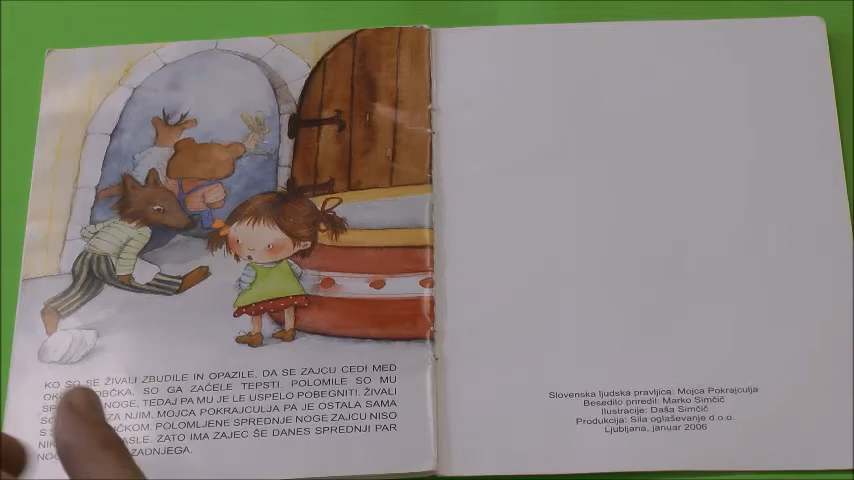 KO SO SE ŽIVALI ZBUDILE IN OPAZILE, DA SE ZAJCU CEDI MED
OKOLI GOBČKA, SO GA ZAČELE TEPSTI. POLOMILE SO MU
NOGE, TEDAJ PA MU JE LE USPELO POBEGNITI. ŽIVALI
ZA NJIM, MOJCA POKRAJCULJA PA JE OSTALA SAMA
S POLOMLJENE SPREDNJE NOGE ZAJCU NISO
ZATO IMA ZAJEC ŠE DANES SPREDNJI PAR
ZADNJEGA.
Slovenska ljudska pravljica: Mojca Pokrajculja
Besedilo priredil: Marko Simčič
Ilustracije: Daša Simčič
Produkcija: Sila oglaševanje d.o.o.
Ljubljana, januar 2006